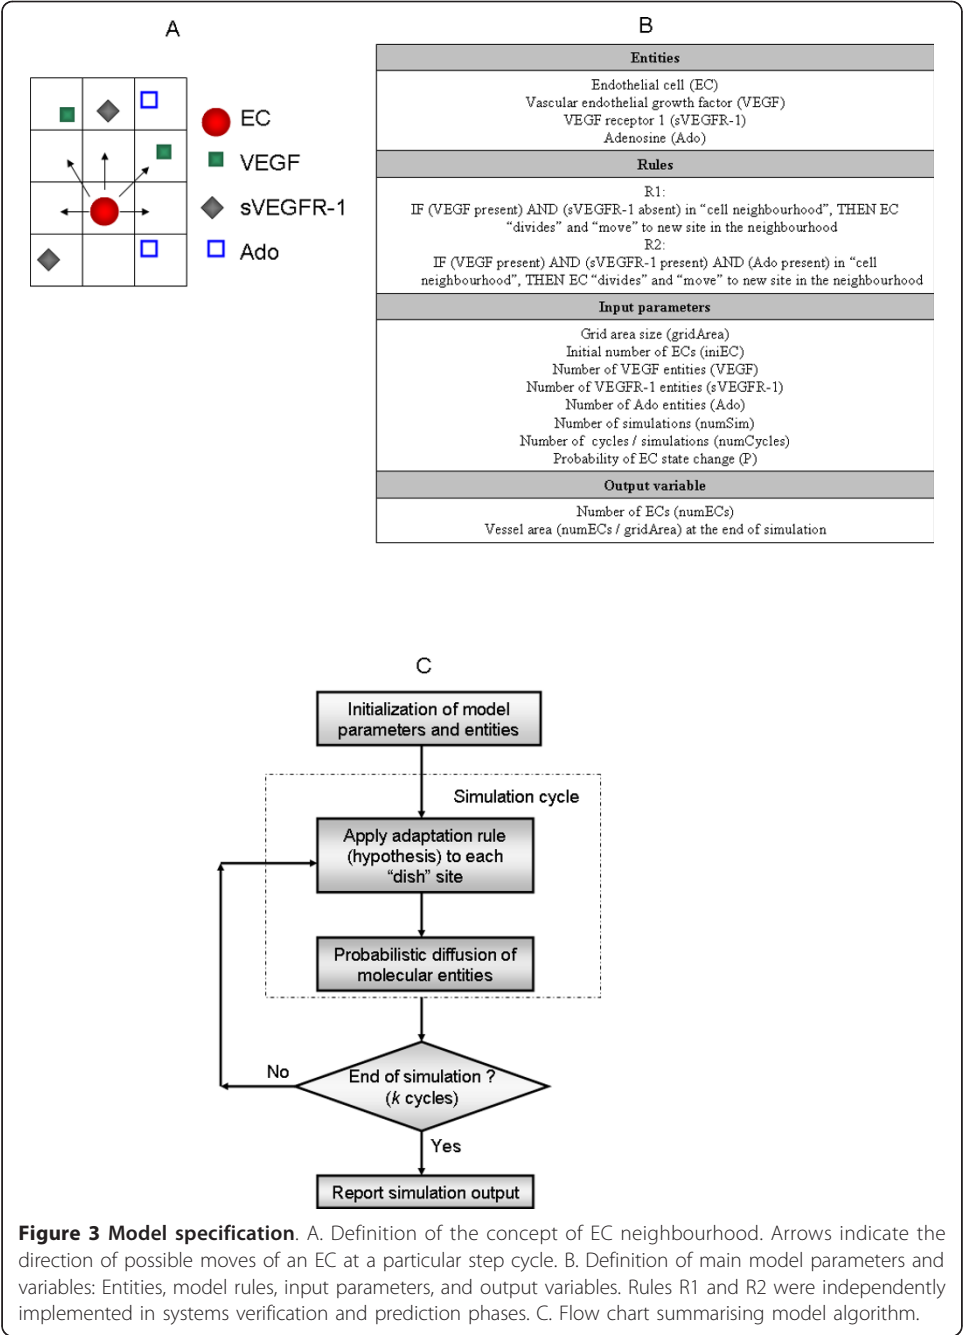 A
EC
VEGF
sVEGFR-1
Ado
B
Entities
Endothelial cell (EC)
Vascular endothelial growth factor (VEGF)
VEGF receptor 1 (sVEGFR-1)
Adenosine (Ado)
Rules
R1:
IF (VEGF present) AND (sVEGFR-1 absent) in “cell neighbourhood”, THEN EC
“divides” and “move” to new site in the neighbourhood
R2:
IF (VEGF present) AND (sVEGFR-1 present) AND (Ado present) in “cell
neighbourhood”, THEN EC “divides” and “move” to new site in the neighbourhood
Input parameters
Grid area size (gridArea)
Initial number of ECs (iniEC)
Number of VEGF entities (VEGF)
Number of VEGFR-1 entities (sVEGFR-1)
Number of Ado entities (Ado)
Number of simulations (numSim)
Number of cycles / simulations (numCycles)
Probability of EC state change (P)
Output variable
Number of ECs (numECs)
Vessel area (numECs / gridArea) at the end of simulation
C
Initialization of model
parameters and entities
Simulation cycle
Apply adaptation rule
(hypothesis) to each
“dish” site
Probabilistic diffusion of
molecular entities
No
End of simulation ?
(k cycles)
Yes
Report simulation output
Figure 3 Model specification. A. Definition of the concept of EC neighbourhood. Arrows indicate the
direction of possible moves of an EC at a particular step cycle. B. Definition of main model parameters and
variables: Entities, model rules, input parameters, and output variables. Rules R1 and R2 were independently
implemented in systems verification and prediction phases. C. Flow chart summarising model algorithm.